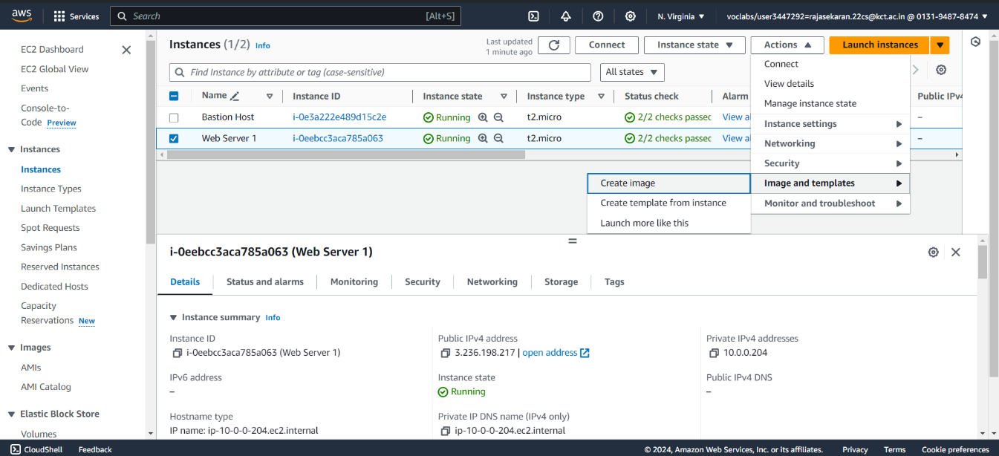 aws Services Search [Alt+S] N. Virginia voclabs/user3447292=rajasekaran.22cs@kct.ac.in @ 0131-9487-8474
EC2 Dashboard
EC2 Global View
Events
Console-to-
Code Preview
Instances
Instances
Instance Types
Launch Templates
Spot Requests
Savings Plans
Reserved Instances
Dedicated Hosts
Capacity
Reservations New
Images
AMIs
AMI Catalog
Elastic Block Store
Volumes
Instances (1/2) Info
Last updated
1 minute ago
Connect Instance state Actions Launch instances
Find Instance by attribute or tag (case-sensitive) All states
Name Instance ID Instance state Instance type Status check Alarm Public IPv4
Bastion Host i-0e3a222e489d15c2e Running t2.micro 2/2 checks passec View al –
Web Server 1 i-0eebcc3aca785a063 Running t2.micro 2/2 checks passec View al –
Connect
View details
Manage instance state
Instance settings
Networking
Security
Image and templates
Monitor and troubleshoot
Create image
Create template from instance
Launch more like this
i-0eebcc3aca785a063 (Web Server 1)
Details Status and alarms Monitoring Security Networking Storage Tags
Instance summary Info
Instance ID
i-0eebcc3aca785a063 (Web Server 1)
Public IPv4 address
3.236.198.217 | open address
Private IPv4 addresses
10.0.0.204
IPv6 address
–
Instance state
Running
Public IPv4 DNS
–
Hostname type
IP name: ip-10-0-0-204.ec2.internal
Private IP DNS name (IPv4 only)
ip-10-0-0-204.ec2.internal
CloudShell Feedback © 2024, Amazon Web Services, Inc. or its affiliates. Privacy Terms Cookie preferences